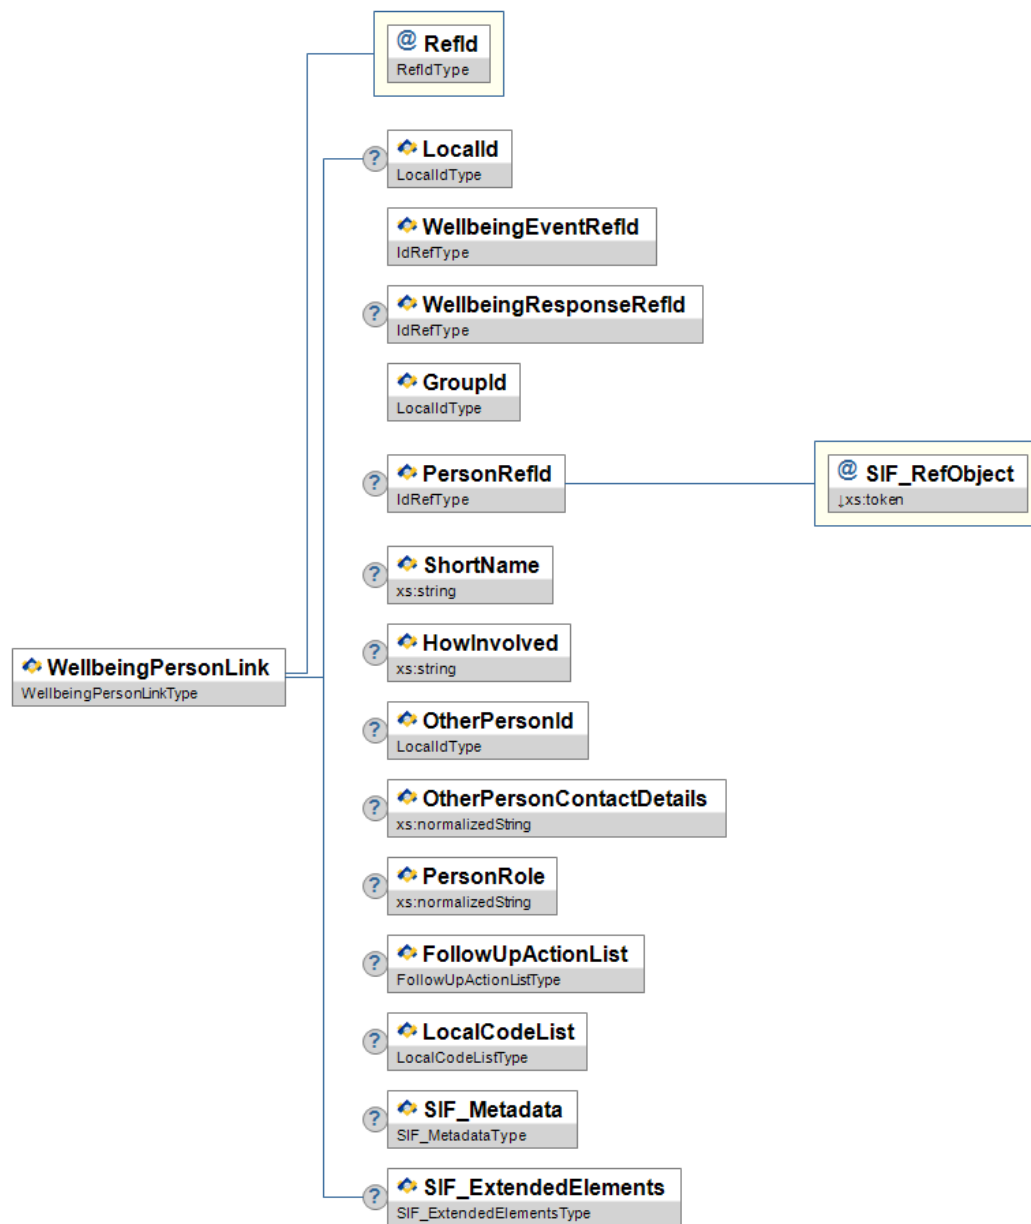 @ RefId
RefIdType
? LocalId
LocalIdType
WellbeingEventRefId
IdRefType
? WellbeingResponseRefId
IdRefType
GroupId
LocalIdType
? PersonRefId
IdRefType
@ SIF_RefObject
↓xs:token
? ShortName
xs:string
? HowInvolved
xs:string
WellbeingPersonLink
WellbeingPersonLinkType
? OtherPersonId
LocalIdType
? OtherPersonContactDetails
xs:normalizedString
? PersonRole
xs:normalizedString
? FollowUpActionList
FollowUpActionListType
? LocalCodeList
LocalCodeListType
? SIF_Metadata
SIF_MetadataType
? SIF_ExtendedElements
SIF_ExtendedElementsType